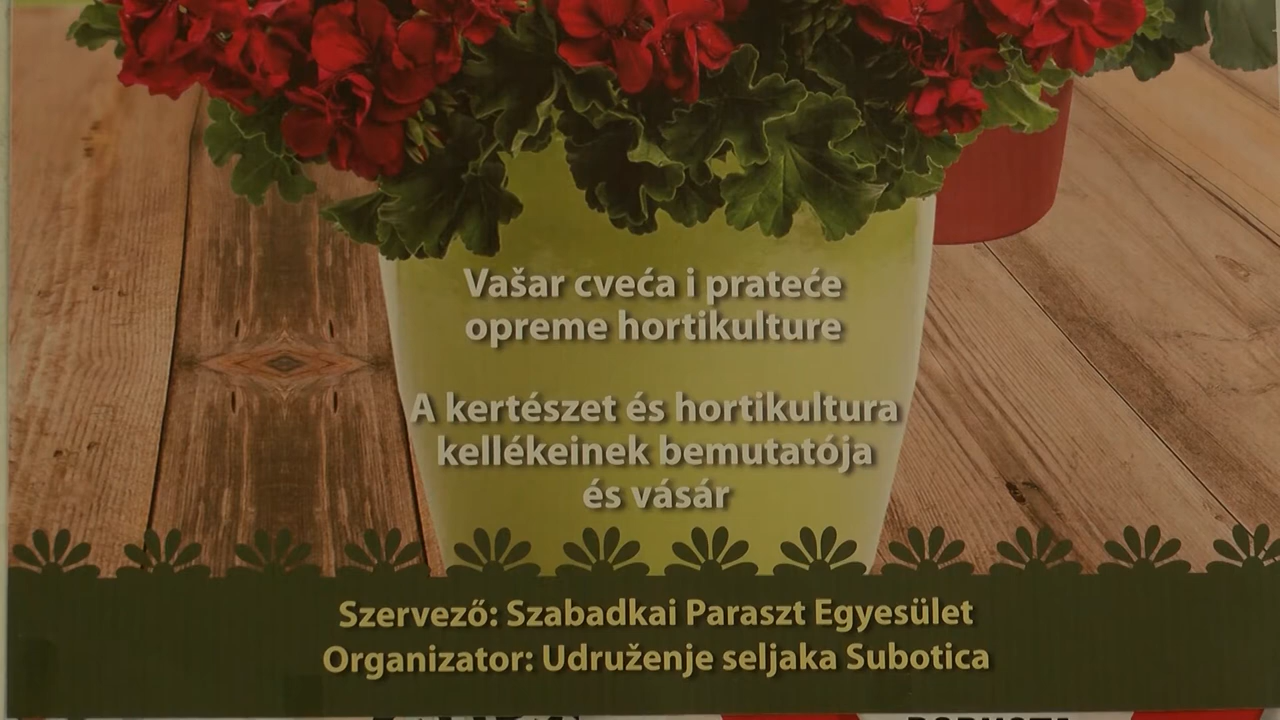 Vašar cveća i prateće
opreme hortikulture
A kertészet és hortikultura
kellékeinek bemutatója
és vásár
Szervező: Szabadkai Paraszt Egyesület
Organizator: Udruženje seljaka Subotica